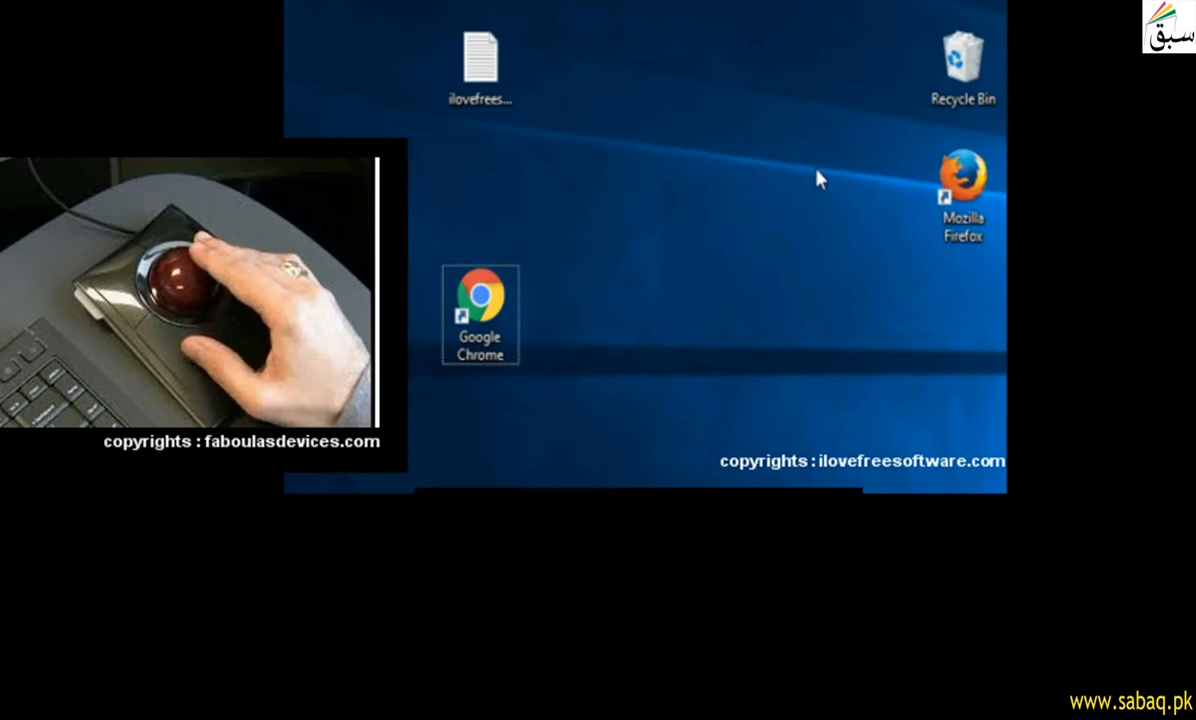 سبق
ilovefrees...
Recycle Bin
Mozilla
Firefox
Google
Chrome
copyrights : faboulasdevices.com
copyrights : ilovefreesoftware.com
www.sabaq.pk